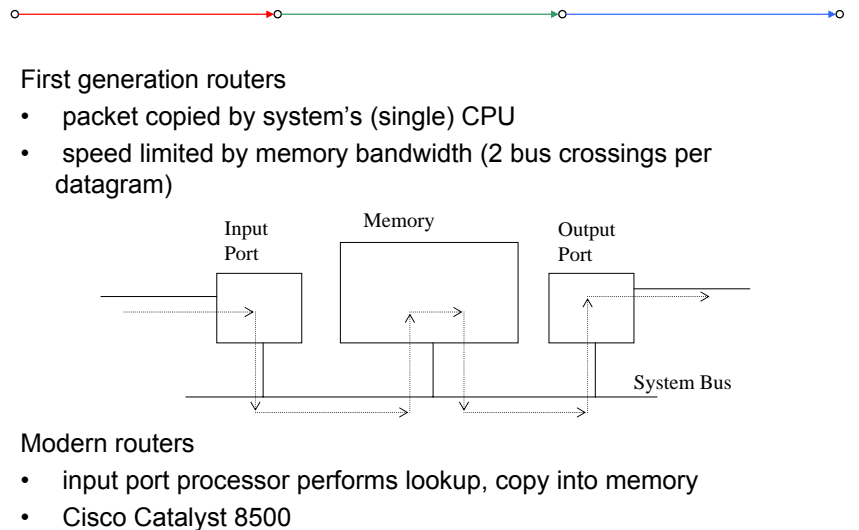 First generation routers
• packet copied by system's (single) CPU
• speed limited by memory bandwidth (2 bus crossings per
datagram)
Input
Port
Memory
Output
Port
System Bus
Modern routers
• input port processor performs lookup, copy into memory
• Cisco Catalyst 8500